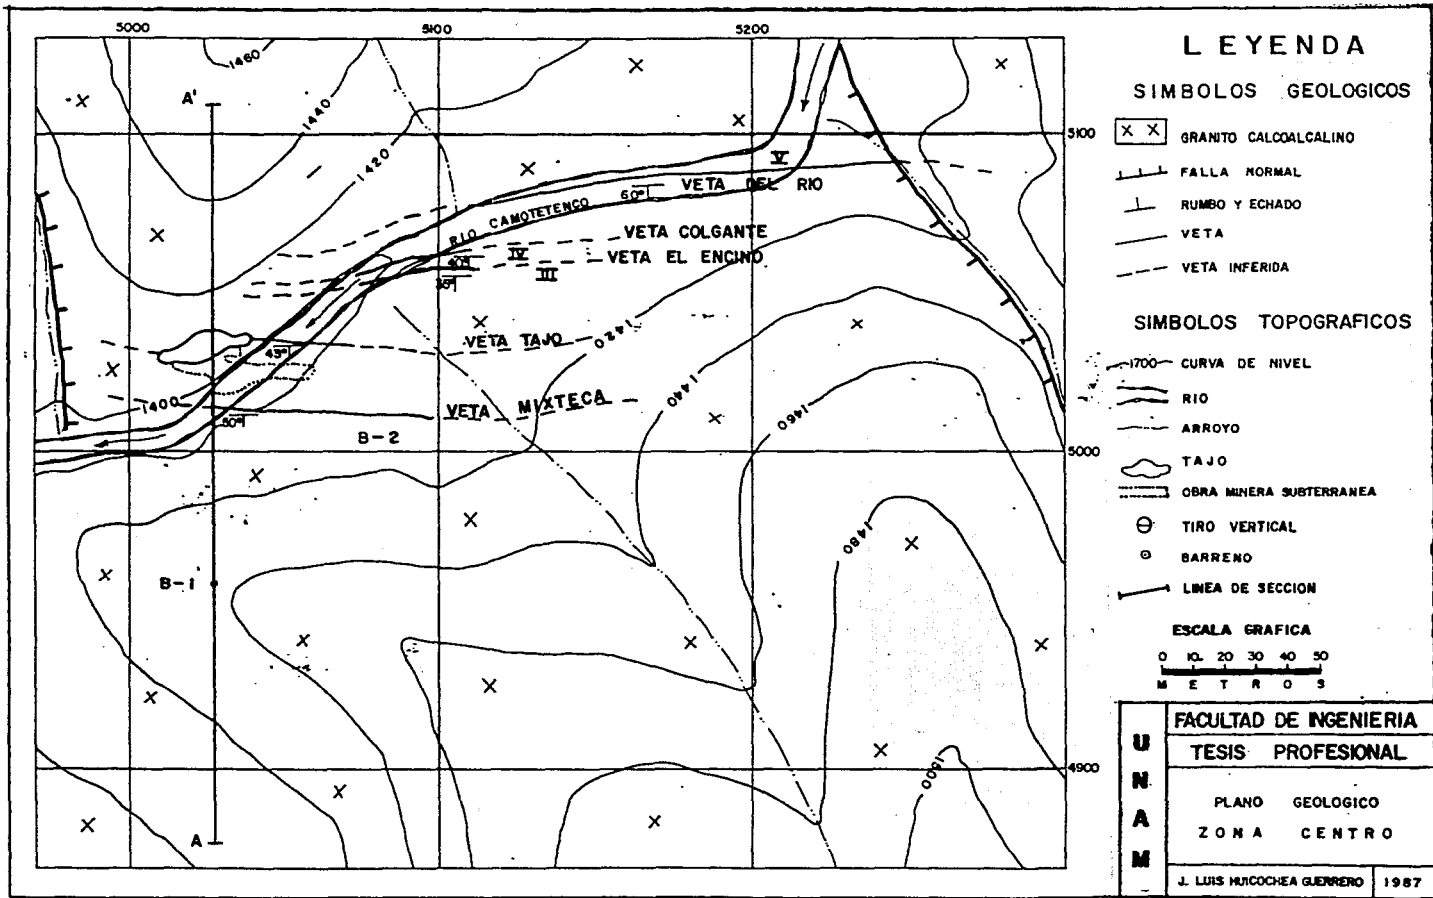 5000
5100
5200
1460
1440
1420
A'
5100
V
VETA DEL RIO
60°
RIO CAMOTETENCO
VETA COLGANTE
IV
VETA EL ENCINO
III
40°
35°
VETA TAJO
43°
1420
1400
VETA MIXTECA
50°
1440
1460
B-2
5000
1480
B-1
4900
1500
A
LEYENDA
SIMBOLOS GEOLOGICOS
X X GRANITO CALCOALCALINO
FALLA NORMAL
RUMBO Y ECHADO
VETA
VETA INFERIDA
SIMBOLOS TOPOGRAFICOS
1700 CURVA DE NIVEL
RIO
ARROYO
TAJO
OBRA MINERA SUBTERRANEA
TIRO VERTICAL
BARRENO
LINEA DE SECCION
ESCALA GRAFICA
0 10 20 30 40 50
METROS
UNAM
FACULTAD DE INGENIERIA
TESIS PROFESIONAL
PLANO GEOLOGICO
ZONA CENTRO
J. LUIS HUICOCHEA GUERRERO 1987